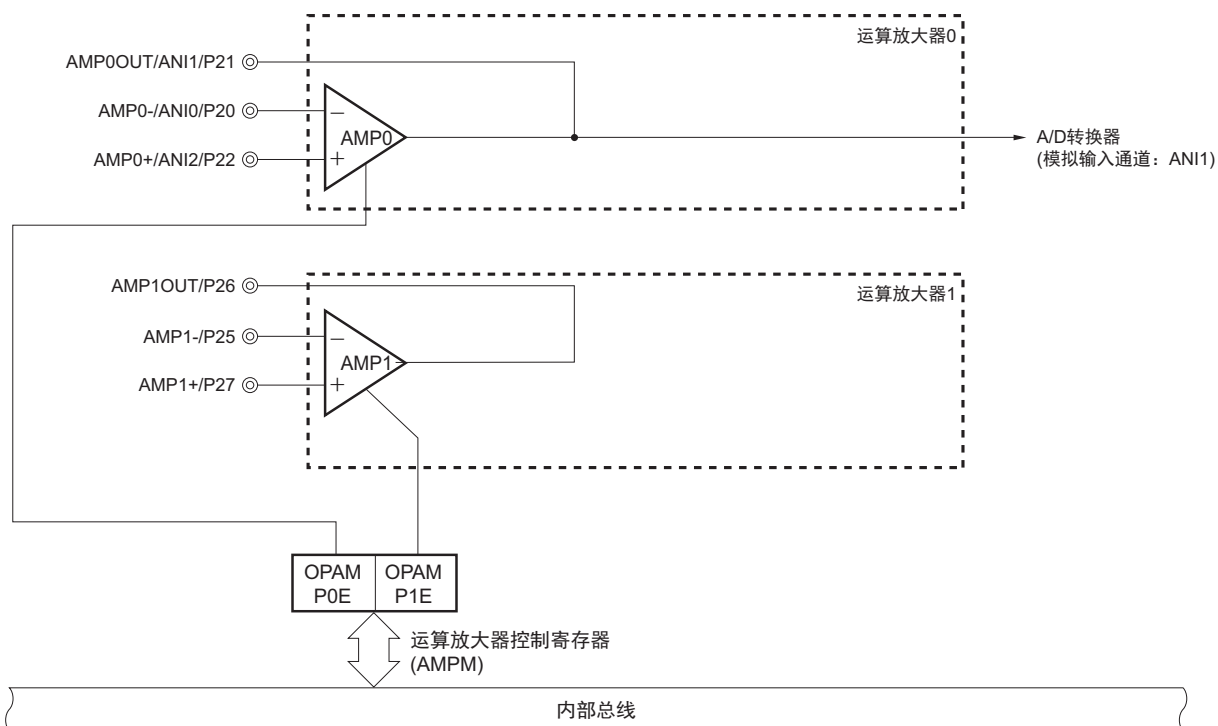 运算放大器0
AMP0OUT/ANI1/P21
AMP0-/ANI0/P20
AMP0+/ANI2/P22
−
AMP0
+
A/D转换器
(模拟输入通道：ANI1)
运算放大器1
AMP1OUT/P26
AMP1-/P25
AMP1+/P27
−
AMP1
+
OPAM
P0E
OPAM
P1E
运算放大器控制寄存器
(AMPM)
内部总线